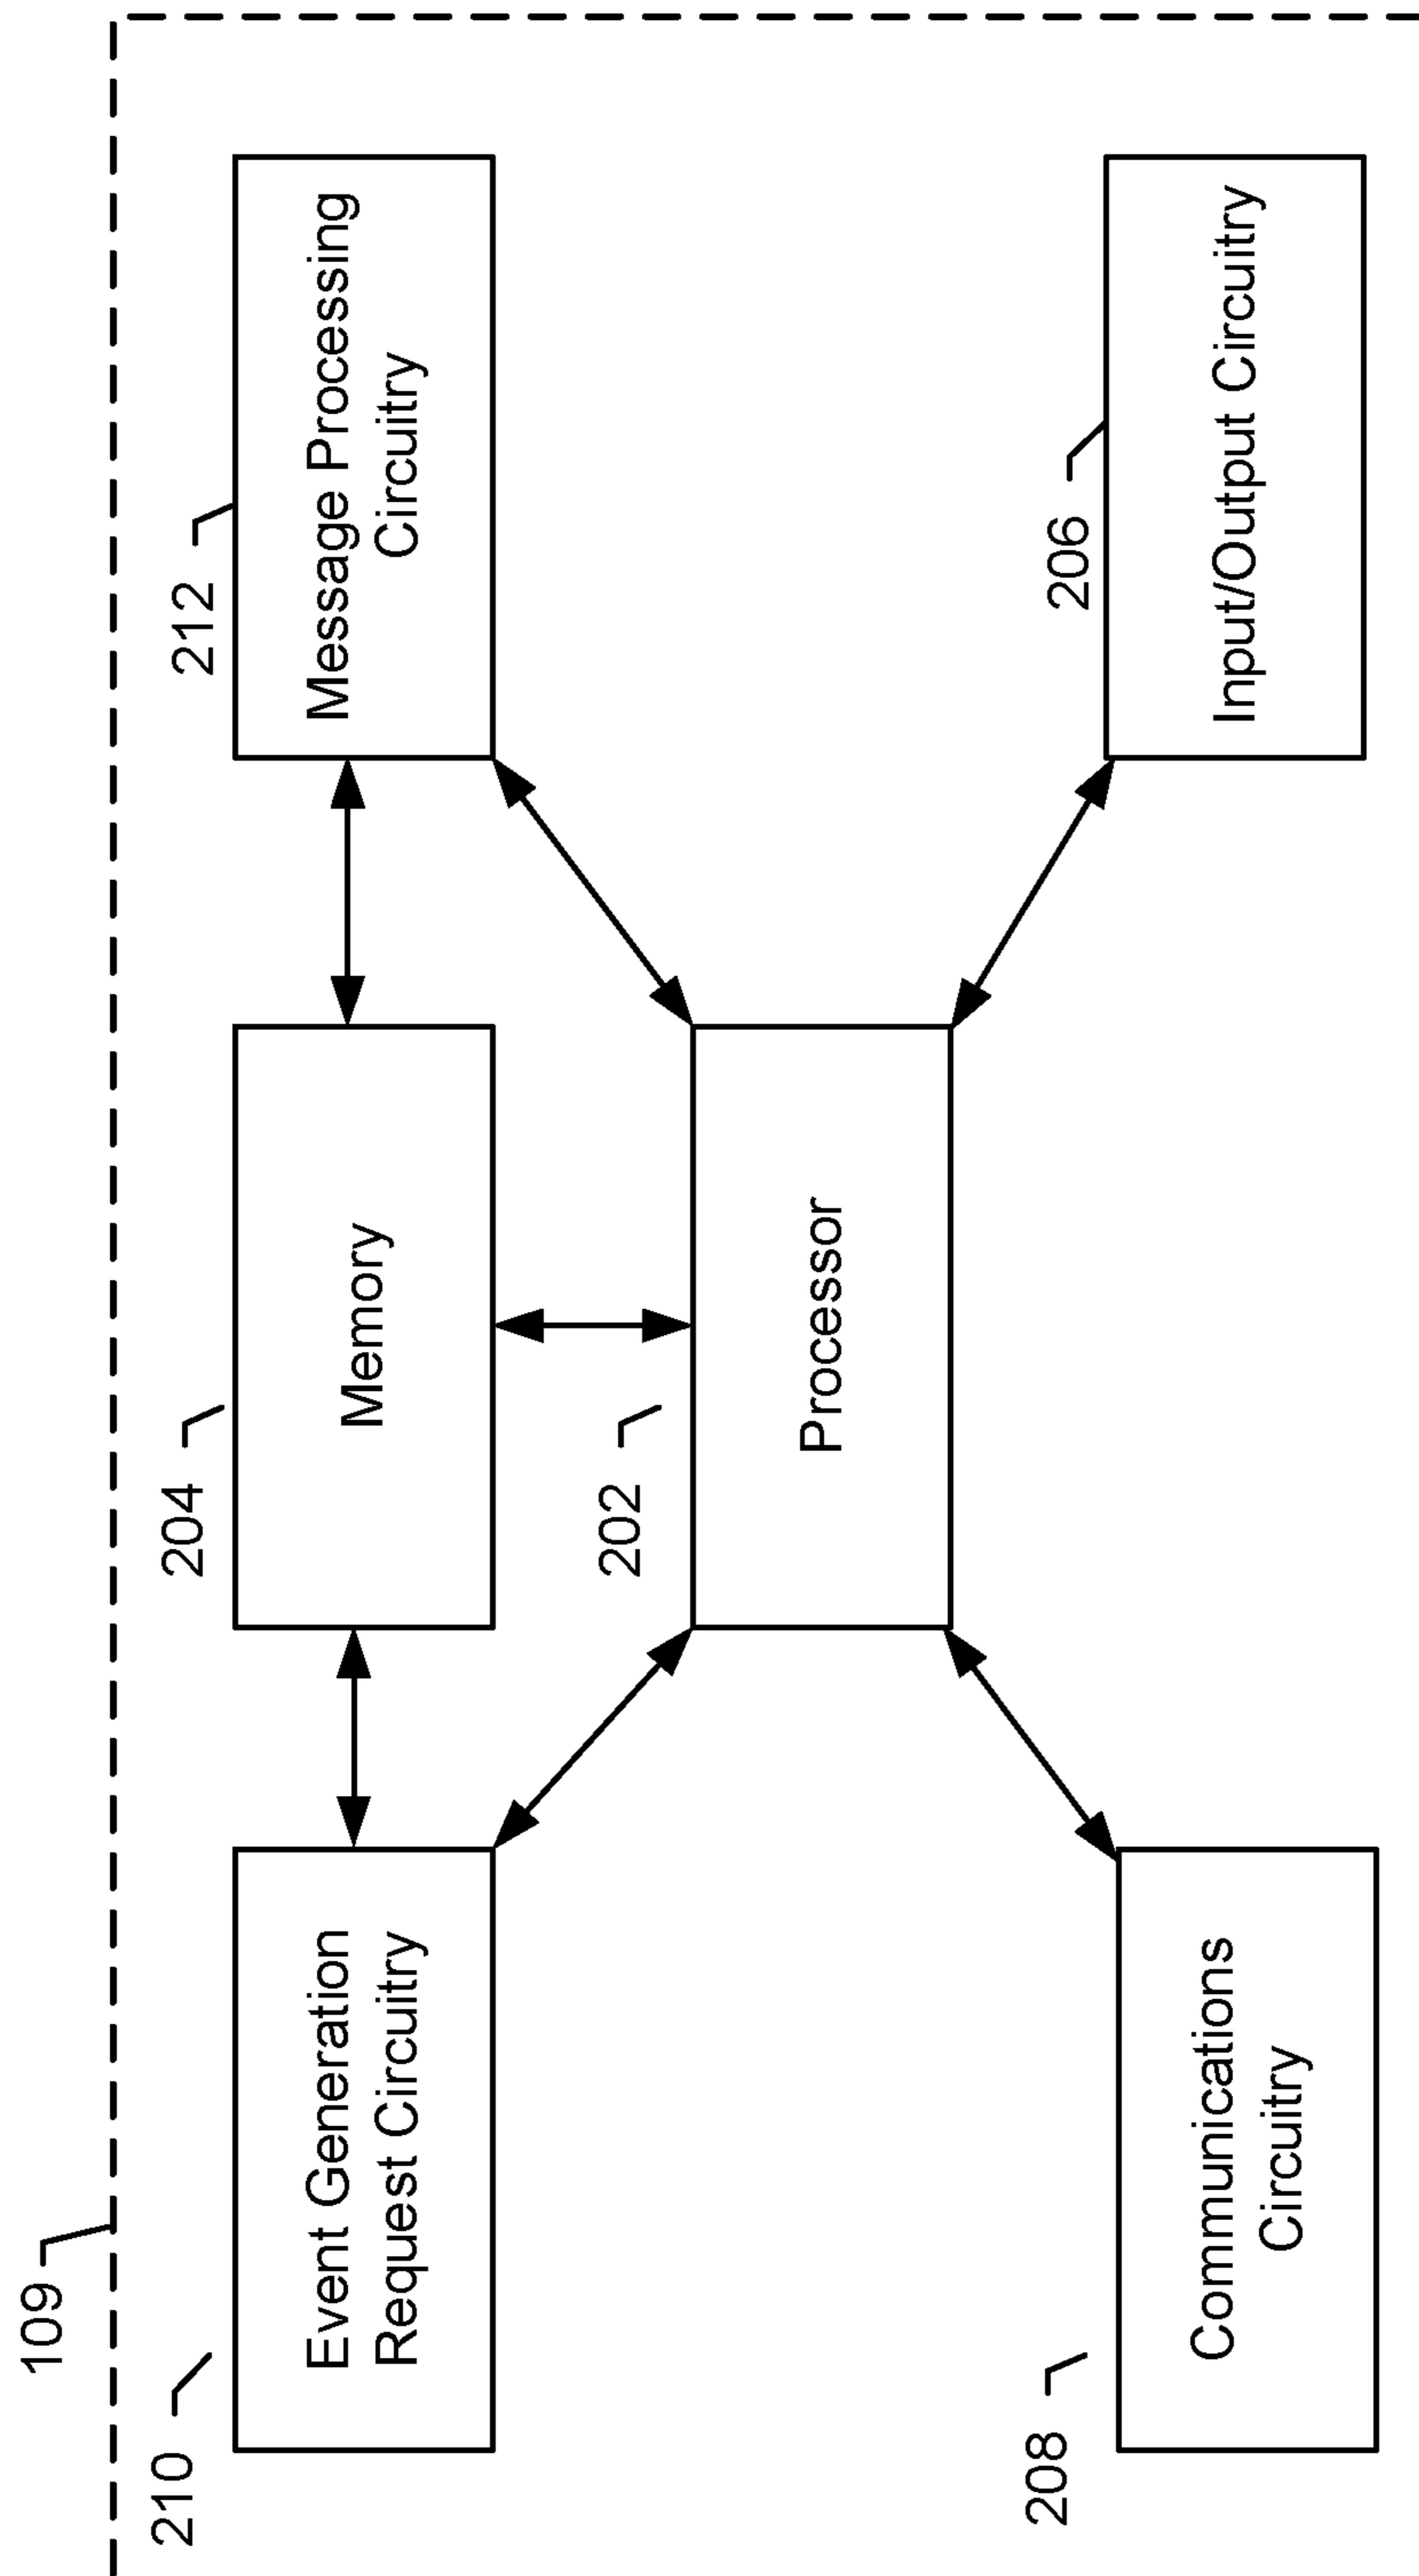 109
210
Event Generation
Request Circuitry
204
Memory
212
Message Processing
Circuitry
202
Processor
208
Communications
Circuitry
206
Input/Output Circuitry